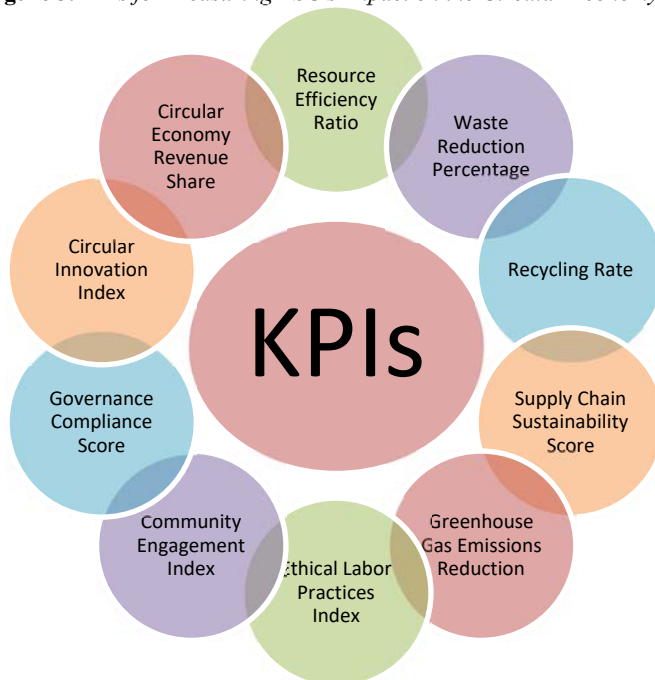 Resource
Efficiency
Ratio
Waste
Reduction
Percentage
Recycling Rate
Supply Chain
Sustainability
Score
Greenhouse
Gas Emissions
Reduction
Ethical Labor
Practices
Index
Community
Engagement
Index
Governance
Compliance
Score
Circular
Innovation
Index
Circular
Economy
Revenue
Share
KPIs